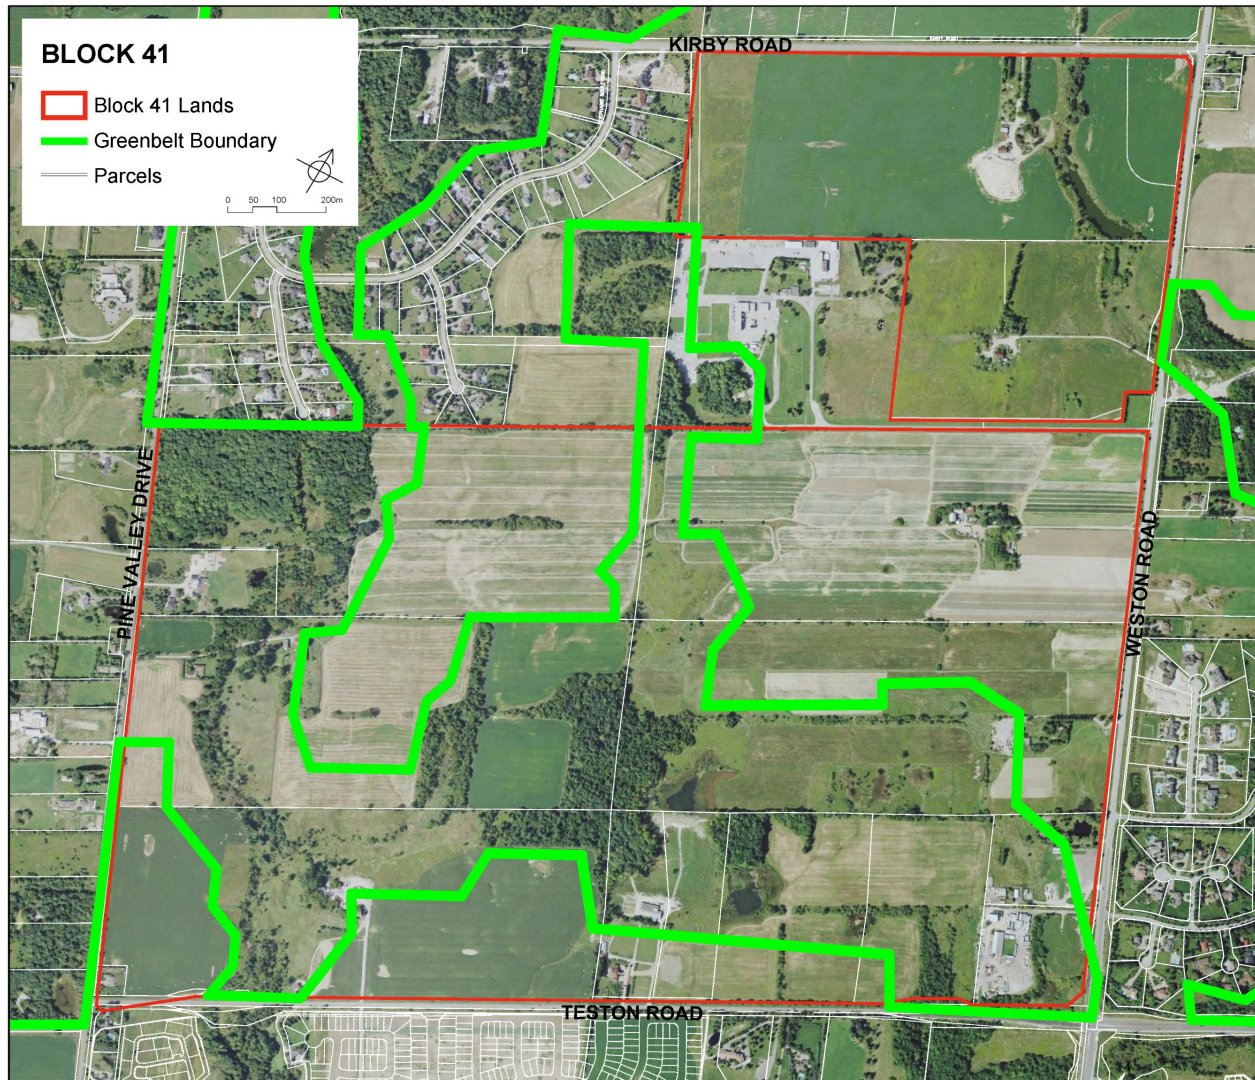 BLOCK 41
Block 41 Lands
Greenbelt Boundary
Parcels
0 50 100 200m
KIRBY ROAD
PINE VALLEY DRIVE
WESTON ROAD
TESTON ROAD